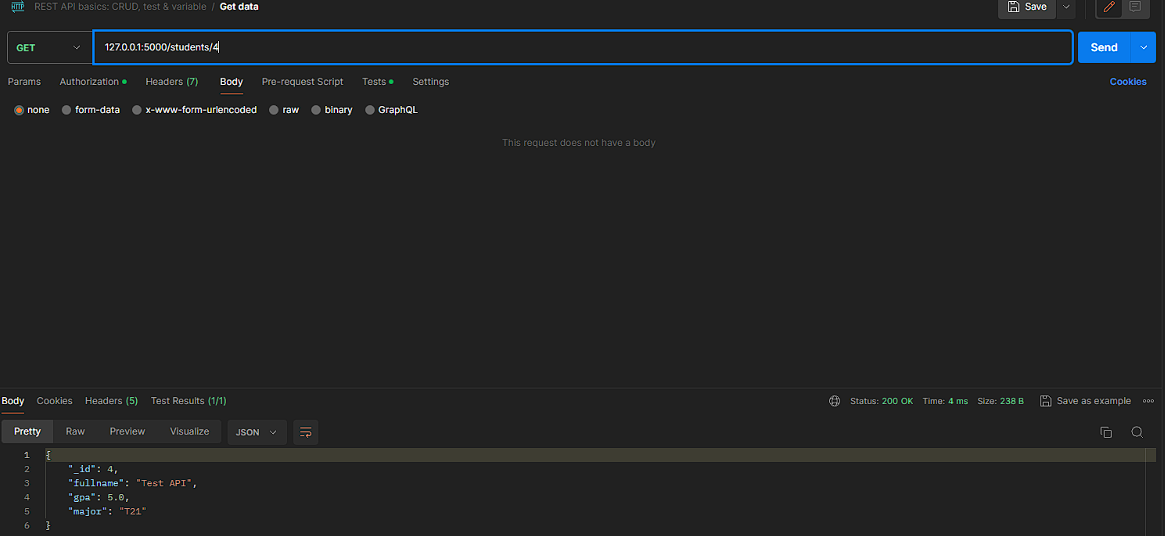 HTTP REST API basics: CRUD, test & variable / Get data Save
GET 127.0.0.1:5000/students/4 Send
Params Authorization Headers (7) Body Pre-request Script Tests Settings Cookies
none form-data x-www-form-urlencoded raw binary GraphQL
This request does not have a body
Body Cookies Headers (5) Test Results (1/1) Status: 200 OK Time: 4 ms Size: 238 B Save as example
Pretty Raw Preview Visualize JSON
1 {
2 "_id": 4,
3 "fullname": "Test API",
4 "gpa": 5.0,
5 "major": "T21"
6 }